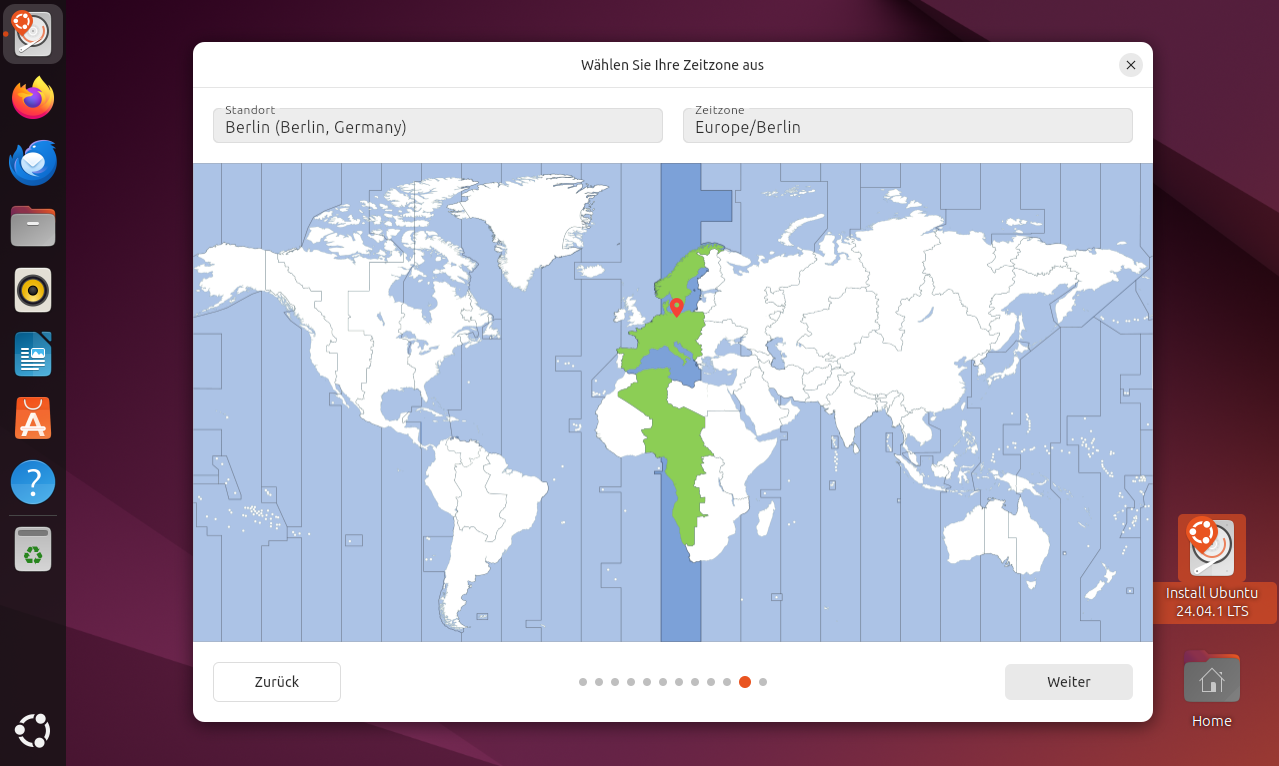 Wählen Sie Ihre Zeitzone aus
Standort
Berlin (Berlin, Germany)
Zeitzone
Europe/Berlin
Zurück
Weiter
Install Ubuntu
24.04.1 LTS
Home